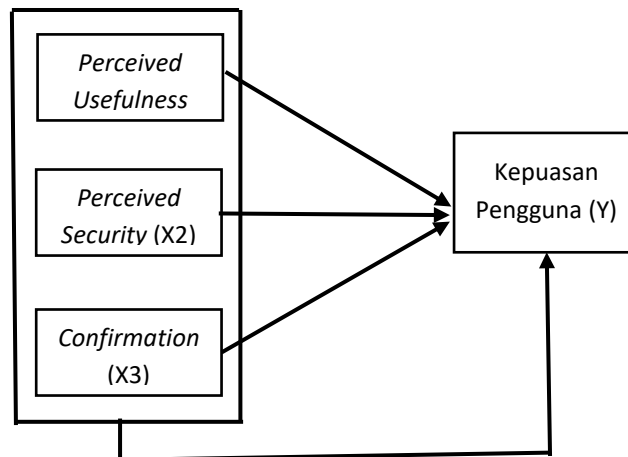 Perceived
Usefulness
Perceived
Security (X2)
Confirmation
(X3)
Kepuasan
Pengguna (Y)